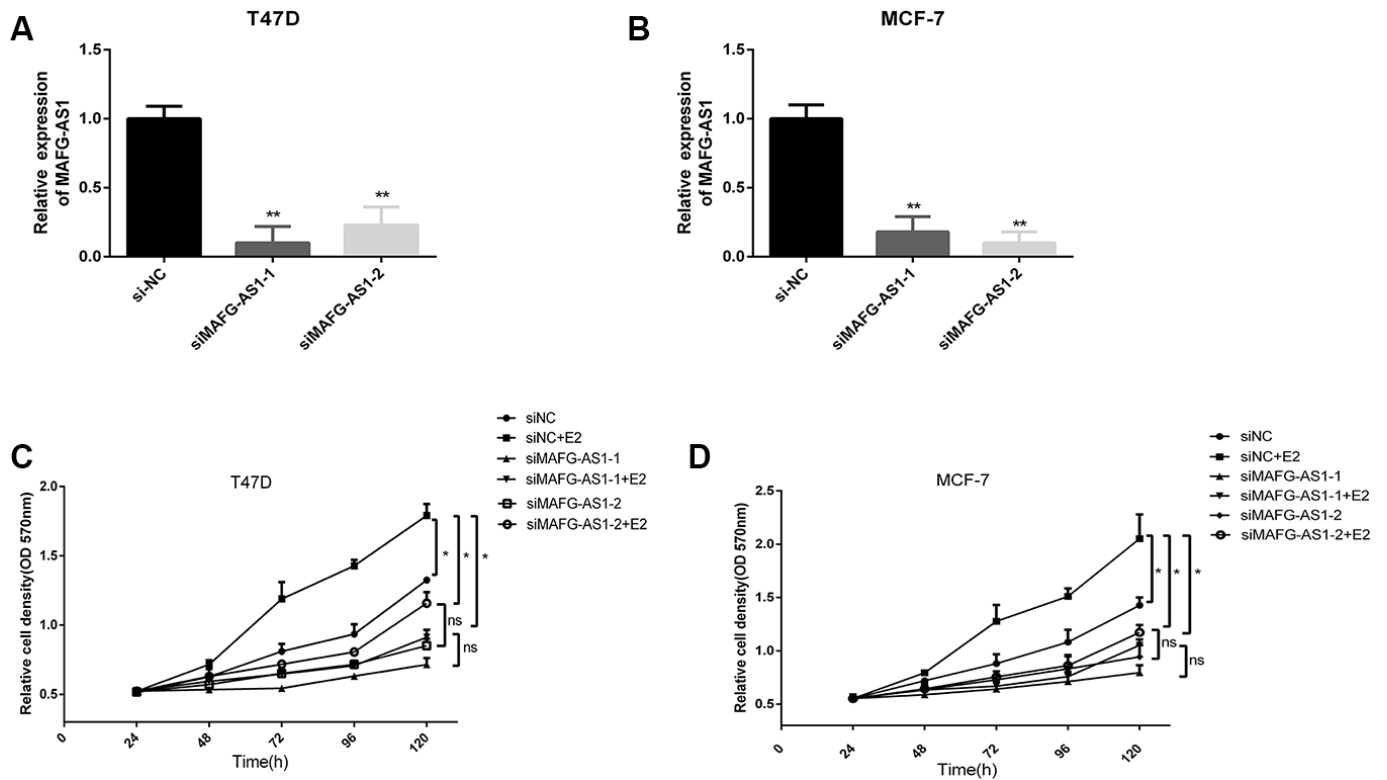 A
T47D
Relative expression
of MAFG-AS1
1.5
1.0
0.5
0.0
**
**
si-NC
siMAFG-AS1-1
siMAFG-AS1-2
B
MCF-7
Relative expression
of MAFG-AS1
1.5
1.0
0.5
0.0
**
**
si-NC
siMAFG-AS1-1
siMAFG-AS1-2
C
T47D
siNC
siNC+E2
siMAFG-AS1-1
siMAFG-AS1-1+E2
siMAFG-AS1-2
siMAFG-AS1-2+E2
Relative cell density(OD 570nm)
2.0
1.5
1.0
0.5
*
*
*
ns
ns
0
24
48
72
96
120
Time(h)
D
MCF-7
siNC
siNC+E2
siMAFG-AS1-1
siMAFG-AS1-1+E2
siMAFG-AS1-2
siMAFG-AS1-2+E2
Relative cell density(OD 570nm)
2.5
2.0
1.5
1.0
0.5
*
*
*
ns
ns
0
24
48
72
96
120
Time(h)